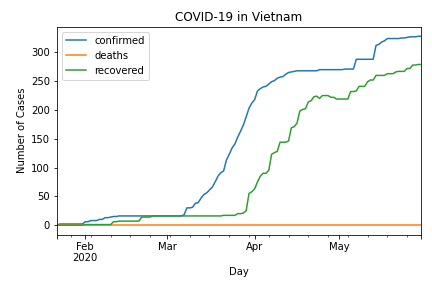 COVID-19 in Vietnam
confirmed
deaths
recovered
Number of Cases
300
250
200
150
100
50
0
Feb
2020
Mar
Apr
May
Day